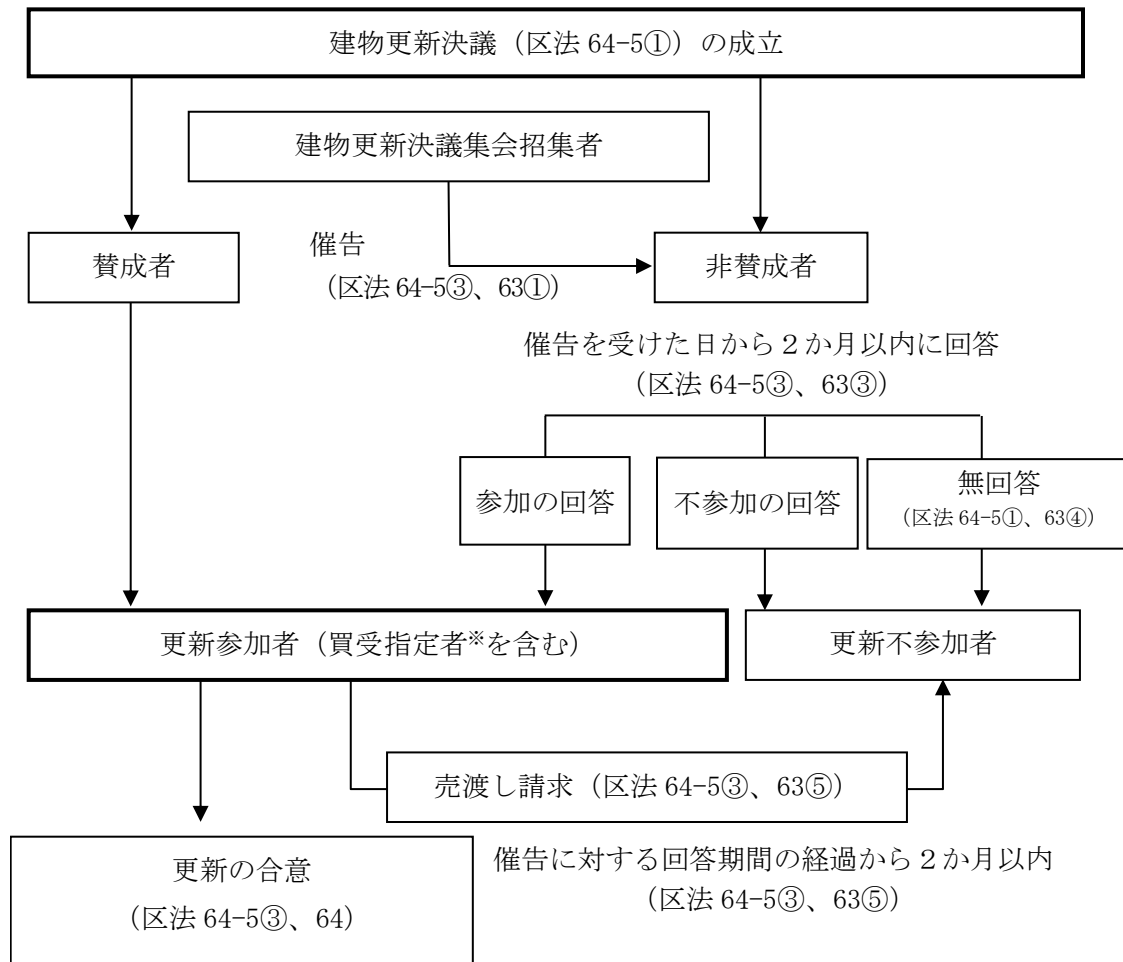 建物更新決議（区法 64-5①）の成立
建物更新決議集会招集者
賛成者
催告
（区法 64-5③、63①）
非賛成者
催告を受けた日から２か月以内に回答
（区法 64-5③、63③）
参加の回答
不参加の回答
無回答
（区法 64-5①、63④）
更新参加者（買受指定者※を含む）
更新不参加者
売渡し請求（区法 64-5③、63⑤）
更新の合意
（区法 64-5③、64）
催告に対する回答期間の経過から２か月以内
（区法 64-5③、63⑤）